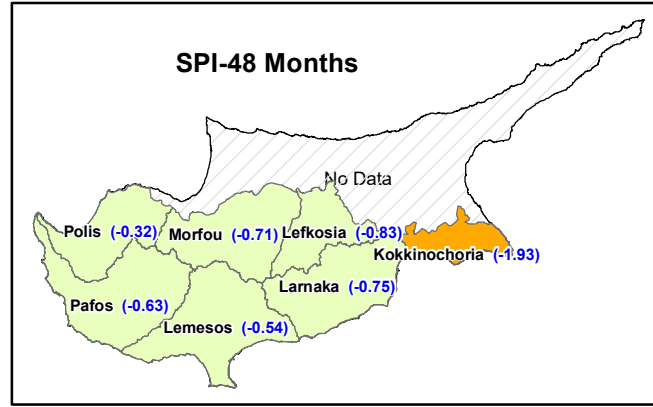 SPI-48 Months
No Data
Polis (-0.32)
Morfou (-0.71)
Lefkosia (-0.83)
Kokkinochoria (-1.93)
Larnaka (-0.75)
Pafos (-0.63)
Lemesos (-0.54)